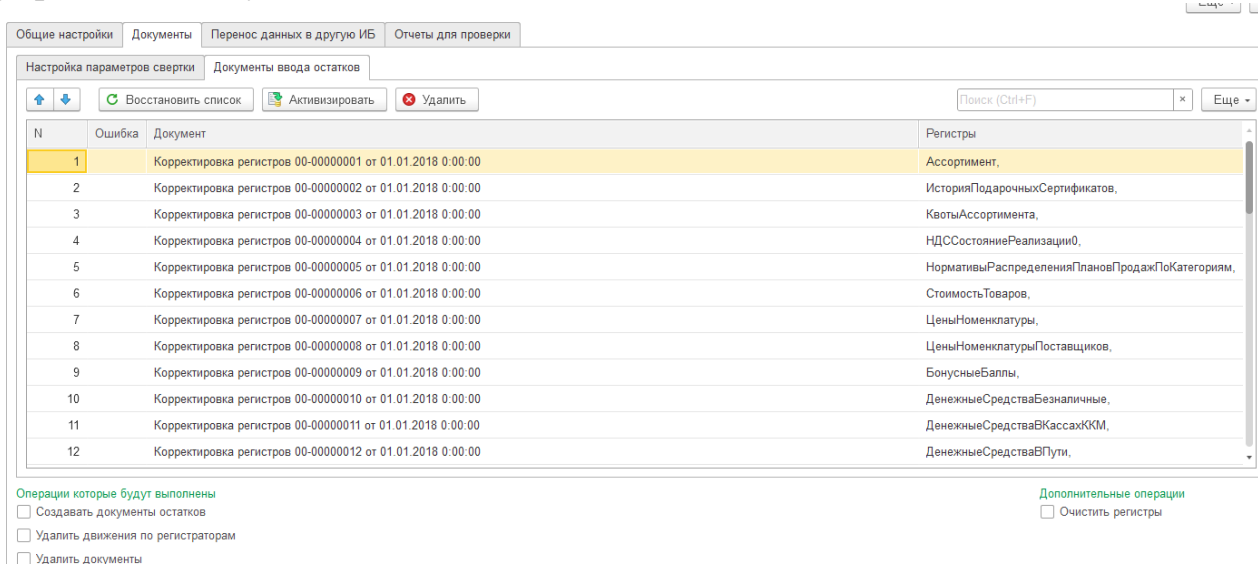 Еще
Общие настройки Документы Перенос данных в другую ИБ Отчеты для проверки
Настройка параметров свертки Документы ввода остатков
Восстановить список Активизировать Удалить Поиск (Ctrl+F) × Еще
N Ошибка Документ Регистры
1 Корректировка регистров 00-00000001 от 01.01.2018 0:00:00 Ассортимент,
2 Корректировка регистров 00-00000002 от 01.01.2018 0:00:00 ИсторияПодарочныхСертификатов,
3 Корректировка регистров 00-00000003 от 01.01.2018 0:00:00 КвотыАссортимента,
4 Корректировка регистров 00-00000004 от 01.01.2018 0:00:00 НДССостояниеРеализации0,
5 Корректировка регистров 00-00000005 от 01.01.2018 0:00:00 НормативыРаспределенияПлановПродажПоКатегориям,
6 Корректировка регистров 00-00000006 от 01.01.2018 0:00:00 СтоимостьТоваров,
7 Корректировка регистров 00-00000007 от 01.01.2018 0:00:00 ЦеныНоменклатуры,
8 Корректировка регистров 00-00000008 от 01.01.2018 0:00:00 ЦеныНоменклатурыПоставщиков,
9 Корректировка регистров 00-00000009 от 01.01.2018 0:00:00 БонусныеБаллы,
10 Корректировка регистров 00-00000010 от 01.01.2018 0:00:00 ДенежныеСредстваБезналичные,
11 Корректировка регистров 00-00000011 от 01.01.2018 0:00:00 ДенежныеСредстваВКассахККМ,
12 Корректировка регистров 00-00000012 от 01.01.2018 0:00:00 ДенежныеСредстваВПути,
Операции которые будут выполнены Дополнительные операции
Создавать документы остатков Очистить регистры
Удалить движения по регистраторам
Удалить документы